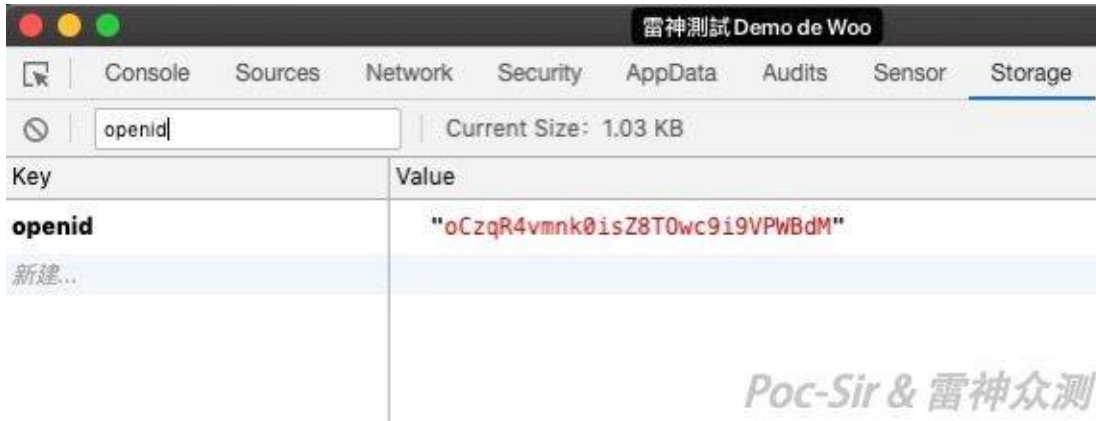 雷神測試 Demo de Woo
Console Sources Network Security AppData Audits Sensor Storage
openid Current Size: 1.03 KB
Key Value
openid "oCzqR4vmnk0isZ8TOwc9i9VPWBdM"
新建...
Poc-Sir & 雷神众测